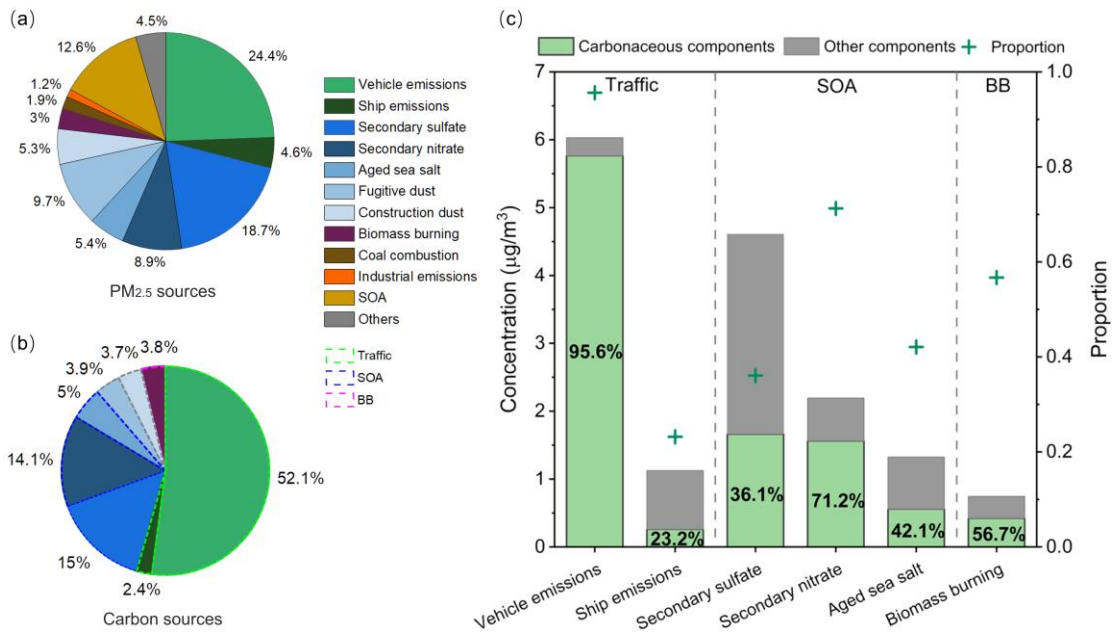 (a)
4.5%
12.6%
24.4%
1.2%
1.9%
3%
5.3%
4.6%
9.7%
18.7%
5.4%
8.9%
PM2.5 sources
Vehicle emissions
Ship emissions
Secondary sulfate
Secondary nitrate
Aged sea salt
Fugitive dust
Construction dust
Biomass burning
Coal combustion
Industrial emissions
SOA
Others
(b)
3.8%
3.7%
3.9%
5%
14.1%
52.1%
15%
2.4%
Carbon sources
Traffic
SOA
BB
(c)
Carbonaceous components
Other components
Proportion
Traffic
SOA
BB
Concentration (μg/m³)
7
6
5
4
3
2
1
0
95.6%
23.2%
36.1%
71.2%
42.1%
56.7%
1.0
0.8
0.6
0.4
0.2
0.0
Proportion
Vehicle emissions
Ship emissions
Secondary sulfate
Secondary nitrate
Aged sea salt
Biomass burning